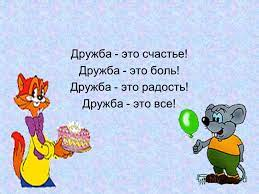 Дружба - это счастье!
Дружба - это боль!
Дружба - это радость!
Дружба - это все!